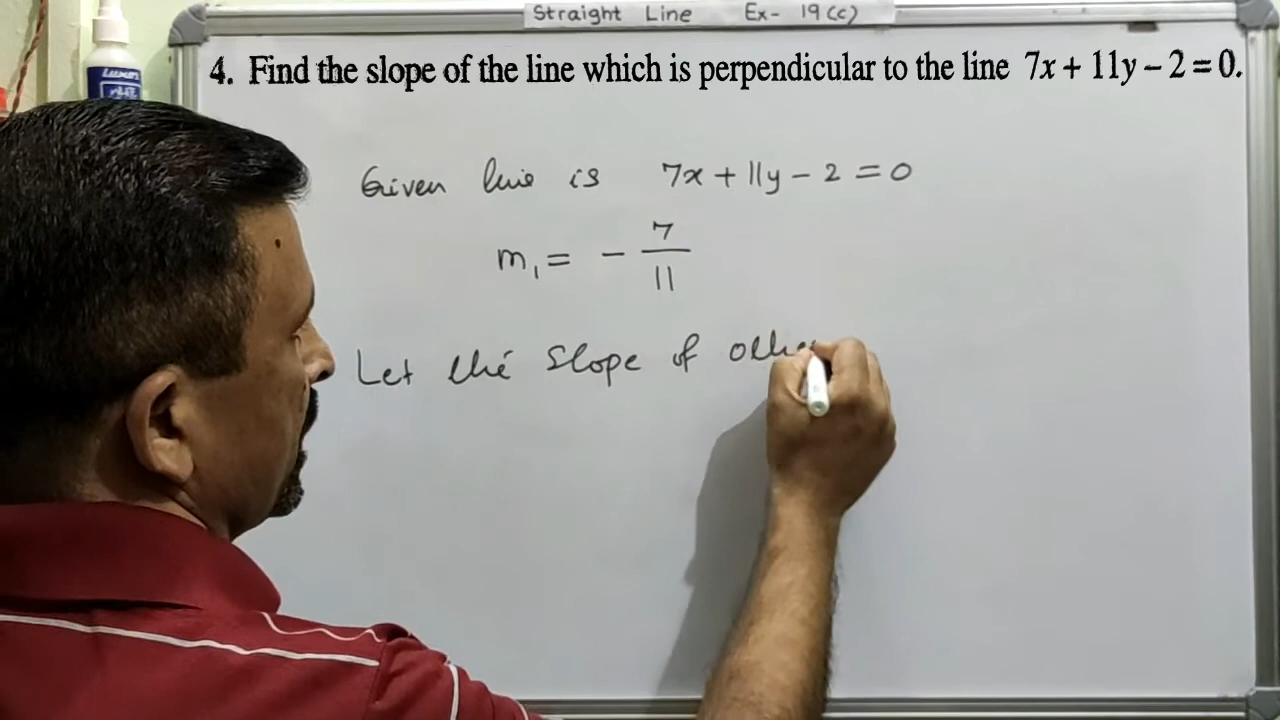 Straight Line Ex- 19(c)
4. Find the slope of the line which is perpendicular to the line 7x + 11y – 2 = 0.
Given line is 7x + 11y – 2 = 0
m₁ = - 7/11
Let the slope of other